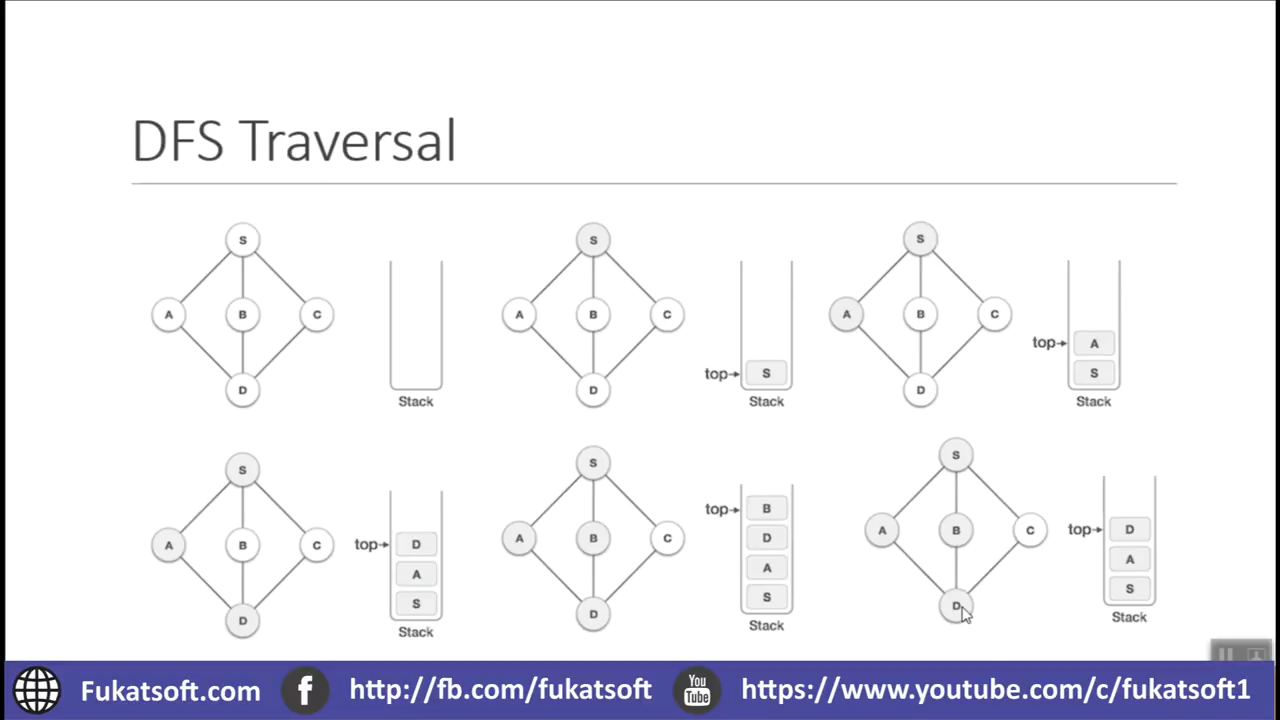 DFS Traversal
S
A B C
D
Stack
S
A B C
D
top→ S
Stack
S
A B C
D
top→ A
S
Stack
S
A B C
D
top→ D
A
S
Stack
S
A B C
D
top→ B
D
A
S
Stack
S
A B C
D
top→ D
A
S
Stack
Fukatsoft.com
f http://fb.com/fukatsoft
You
Tube
https://www.youtube.com/c/fukatsoft1